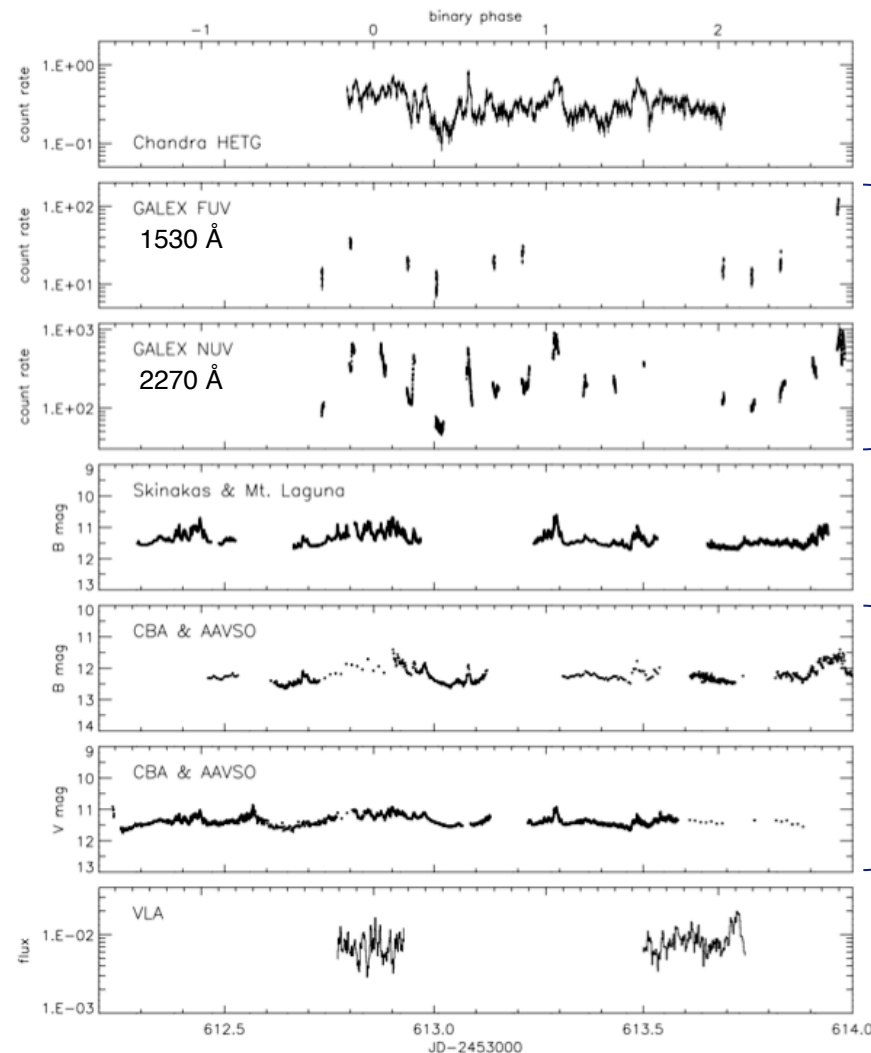 binary phase
−1 0 1 2
count rate
1.E+00
1.E−01
Chandra HETG
count rate
1.E+02
1.E+01
GALEX FUV
1530 Å
count rate
1.E+03
1.E+02
GALEX NUV
2270 Å
B mag
9
10
11
12
13
Skinakas & Mt. Laguna
B mag
10
11
12
13
14
CBA & AAVSO
V mag
9
10
11
12
13
CBA & AAVSO
flux
1.E−02
1.E−03
VLA
612.5 613.0 613.5 614.0
JD−2453000